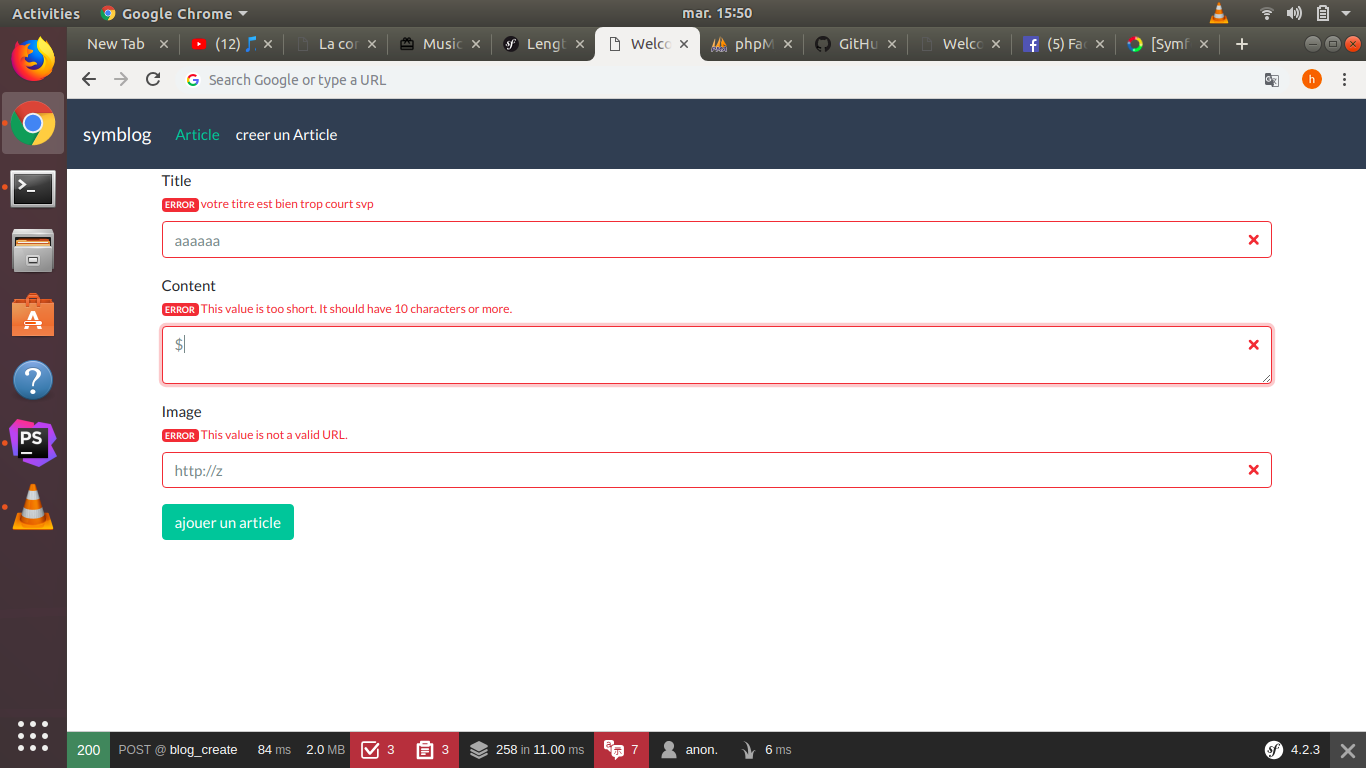 Activities Google Chrome mar. 15:50
New Tab (12) La cor Music Lengt Welco phpM GitHu Welco (5) Fac [Symf
Search Google or type a URL h
symblog Article creer un Article
Title
ERROR votre titre est bien trop court svp
aaaaaa
Content
ERROR This value is too short. It should have 10 characters or more.
$
Image
ERROR This value is not a valid URL.
http://z
ajouer un article
200 POST @ blog_create 84 ms 2.0 MB 3 3 258 in 11.00 ms 7 anon. 6 ms sf 4.2.3